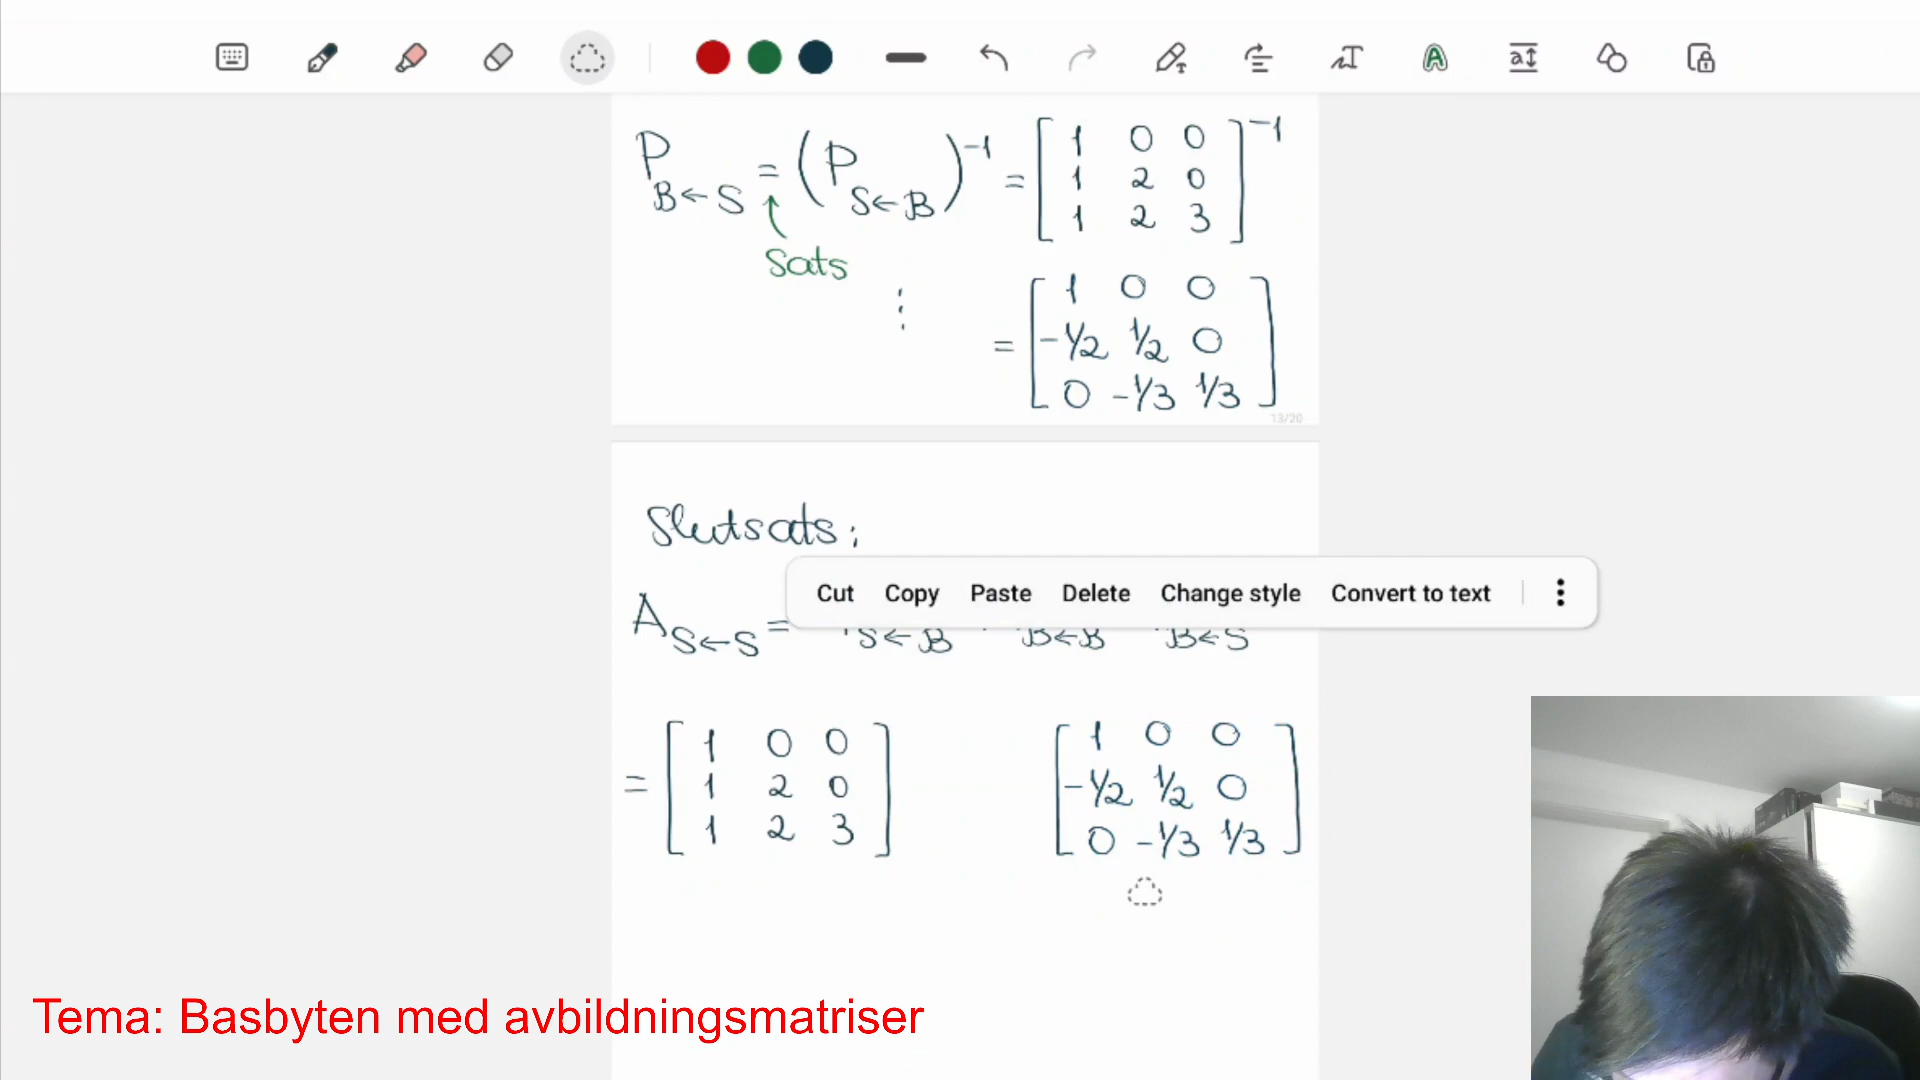 P B←S = (P S←B)⁻¹ = [1 0 0
1 2 0
1 2 3]⁻¹
Sats
⋮
= [1 0 0
-1/2 1/2 0
0 -1/3 1/3]
13/20
Slutsats:
Cut Copy Paste Delete Change style Convert to text
A S←S = S←B B←B B←S
= [1 0 0
1 2 0
1 2 3] [1 0 0
-1/2 1/2 0
0 -1/3 1/3]
Tema: Basbyten med avbildningsmatriser